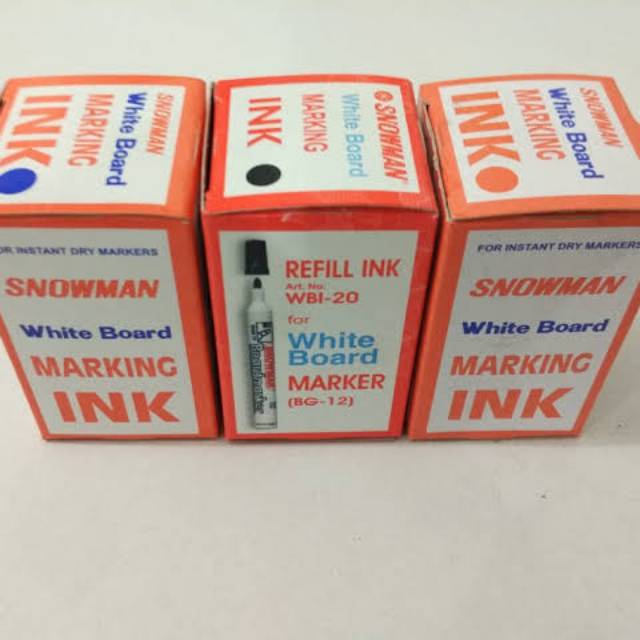 SNOWMAN
White Board
MARKING
INK
OR INSTANT DRY MARKERS
SNOWMAN
White Board
MARKING
INK
SNOWMAN
White Board
MARKING
INK
REFILL INK
Art. No:
WBI-20
for
White
Board
MARKER
(BG-12)
SNOWMAN
White Board
MARKING
INK
FOR INSTANT DRY MARKERS
SNOWMAN
White Board
MARKING
INK